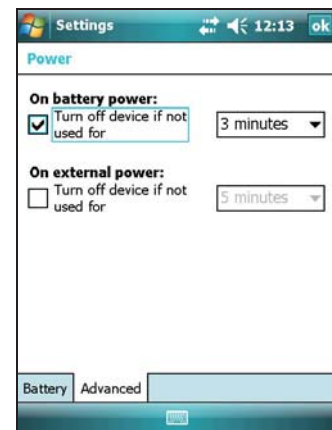 Settings 12:13 ok
Power
On battery power:
Turn off device if not
used for
3 minutes
On external power:
Turn off device if not
used for
5 minutes
Battery Advanced